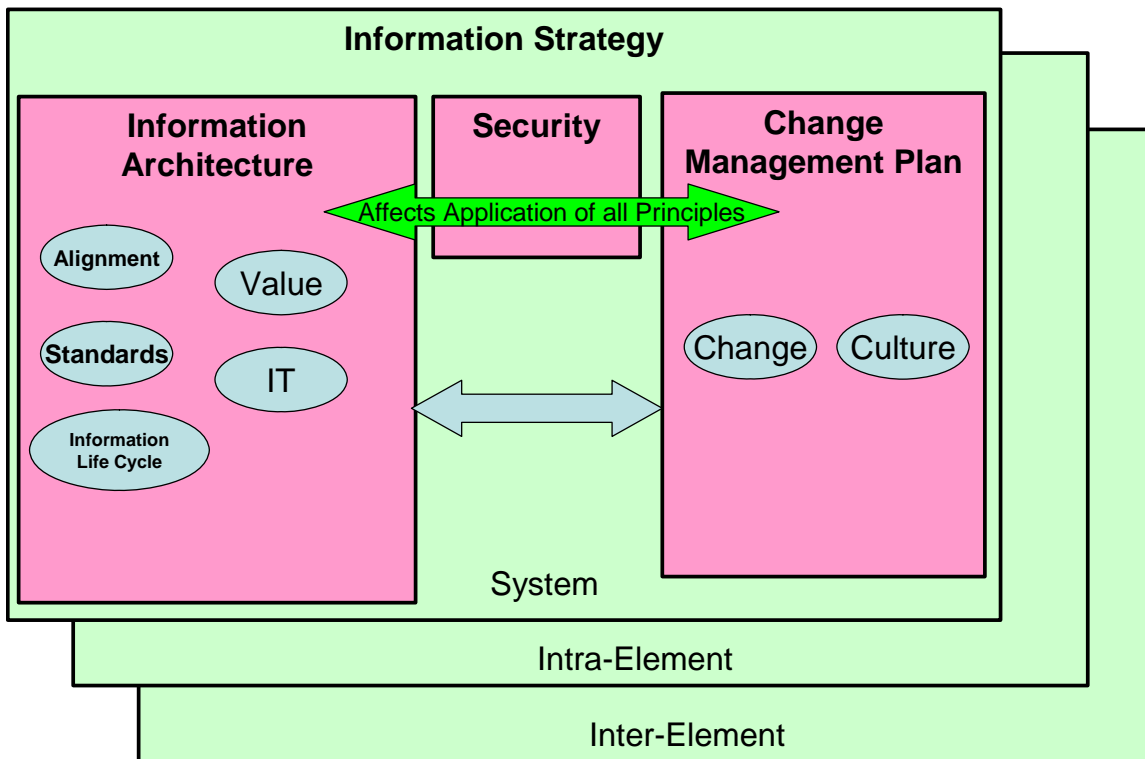 Information Strategy
Information
Architecture
Security
Change
Management Plan
Affects Application of all Principles
Alignment
Value
Standards
IT
Information
Life Cycle
Change
Culture
System
Intra-Element
Inter-Element